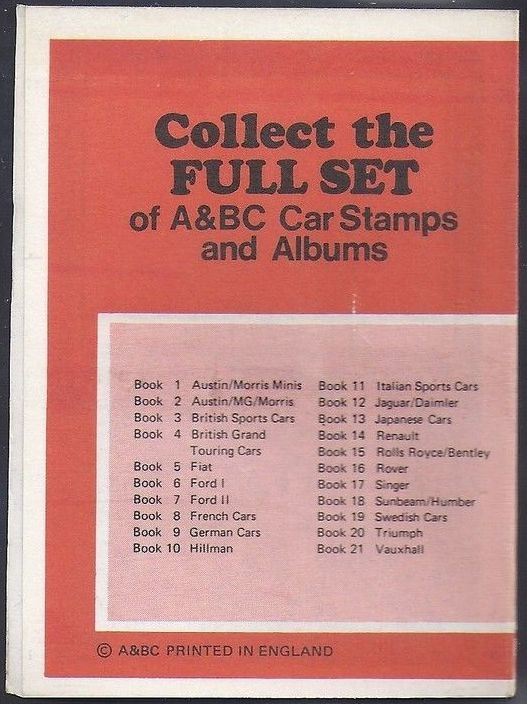 Collect the
FULL SET
of A&BC Car Stamps
and Albums
Book 1 Austin/Morris Minis
Book 2 Austin/MG/Morris
Book 3 British Sports Cars
Book 4 British Grand
Touring Cars
Book 5 Fiat
Book 6 Ford I
Book 7 Ford II
Book 8 French Cars
Book 9 German Cars
Book 10 Hillman
Book 11 Italian Sports Cars
Book 12 Jaguar/Daimler
Book 13 Japanese Cars
Book 14 Renault
Book 15 Rolls Royce/Bentley
Book 16 Rover
Book 17 Singer
Book 18 Sunbeam/Humber
Book 19 Swedish Cars
Book 20 Triumph
Book 21 Vauxhall
© A&BC PRINTED IN ENGLAND